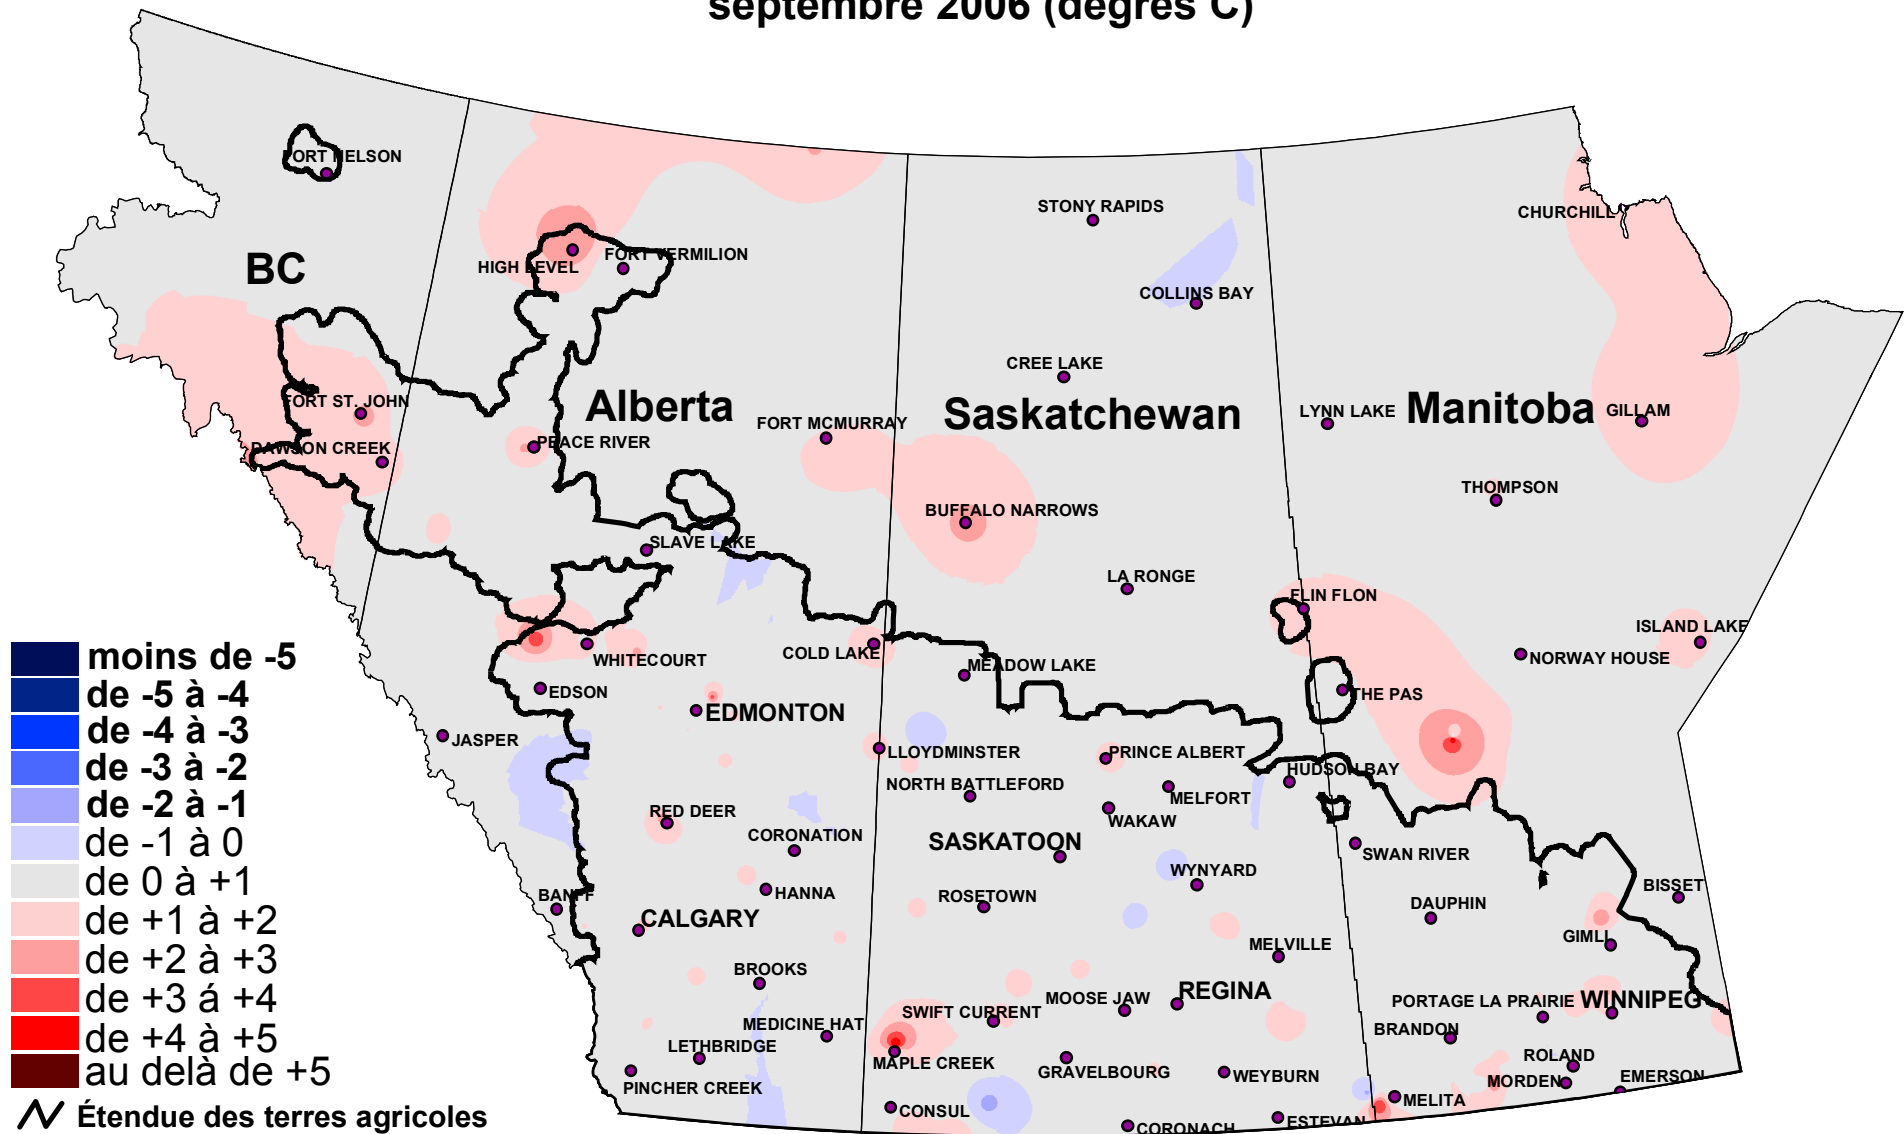 septembre 2006 (degrés C)
FORT NELSON
BC
STONY RAPIDS
CHURCHILL
HIGH LEVEL
FORT VERMILION
COLLINS BAY
CREE LAKE
FORT ST. JOHN
Alberta
Saskatchewan
Manitoba
FORT MCMURRAY
LYNN LAKE
GILLAM
DAWSON CREEK
PEACE RIVER
THOMPSON
BUFFALO NARROWS
SLAVE LAKE
LA RONGE
FLIN FLON
ISLAND LAKE
WHITECOURT
COLD LAKE
MEADOW LAKE
NORWAY HOUSE
EDSON
THE PAS
EDMONTON
JASPER
LLOYDMINSTER
PRINCE ALBERT
HUDSON BAY
NORTH BATTLEFORD
MELFORT
RED DEER
WAKAW
CORONATION
SASKATOON
SWAN RIVER
WYNYARD
BISSET
BANFF
HANNA
ROSETOWN
DAUPHIN
CALGARY
GIMLI
MELVILLE
BROOKS
REGINA
MOOSE JAW
PORTAGE LA PRAIRIE
WINNIPEG
SWIFT CURRENT
MEDICINE HAT
BRANDON
LETHBRIDGE
MAPLE CREEK
GRAVELBOURG
ROLAND
WEYBURN
MORDEN
EMERSON
PINCHER CREEK
MELITA
CONSUL
CORONACH
ESTEVAN
moins de -5
de -5 à -4
de -4 à -3
de -3 à -2
de -2 à -1
de -1 à 0
de 0 à +1
de +1 à +2
de +2 à +3
de +3 á +4
de +4 à +5
au delà de +5
Étendue des terres agricoles